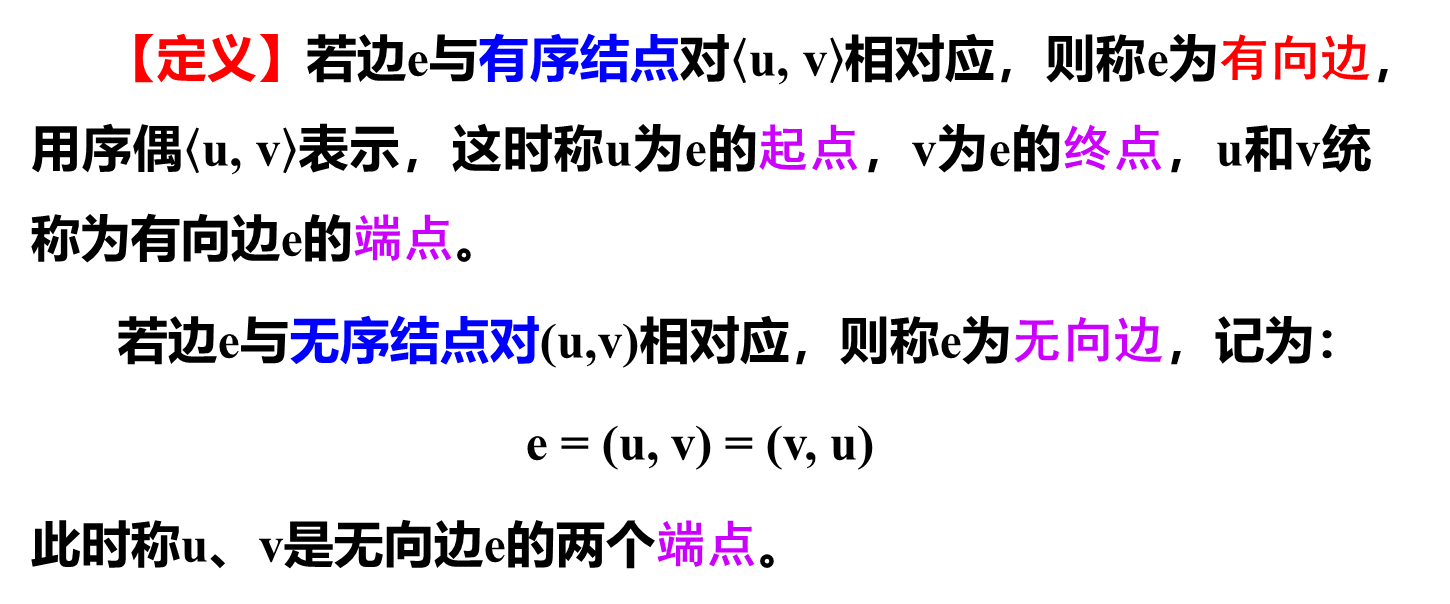 【定义】若边e与有序结点对⟨u, v⟩相对应，则称e为有向边，
用序偶⟨u, v⟩表示，这时称u为e的起点，v为e的终点，u和v统
称为有向边e的端点。
若边e与无序结点对(u,v)相对应，则称e为无向边，记为：
e = (u, v) = (v, u)
此时称u、v是无向边e的两个端点。